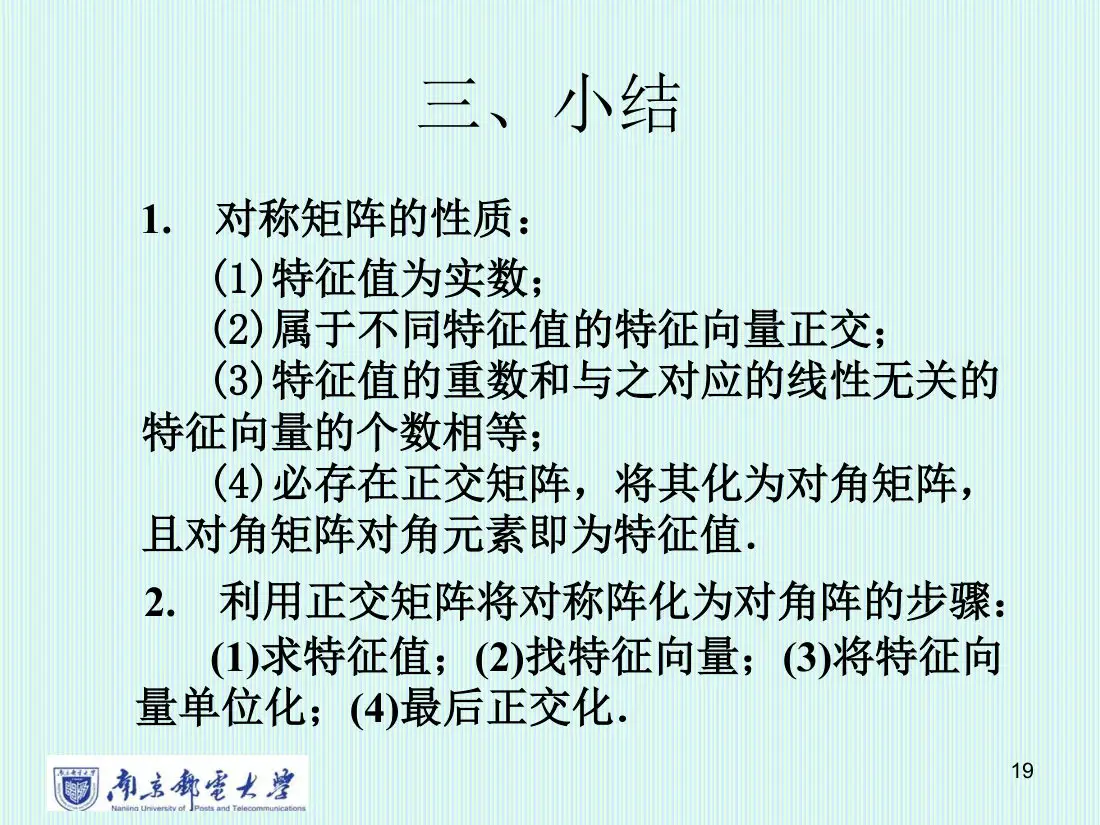 三、小结
1. 对称矩阵的性质：
(1)特征值为实数；
(2)属于不同特征值的特征向量正交；
(3)特征值的重数和与之对应的线性无关的
特征向量的个数相等；
(4)必存在正交矩阵，将其化为对角矩阵，
且对角矩阵对角元素即为特征值．
2. 利用正交矩阵将对称阵化为对角阵的步骤：
(1)求特征值；(2)找特征向量；(3)将特征向
量单位化；(4)最后正交化．
南京邮电大学
Nanjing University of Posts and Telecommunications
19